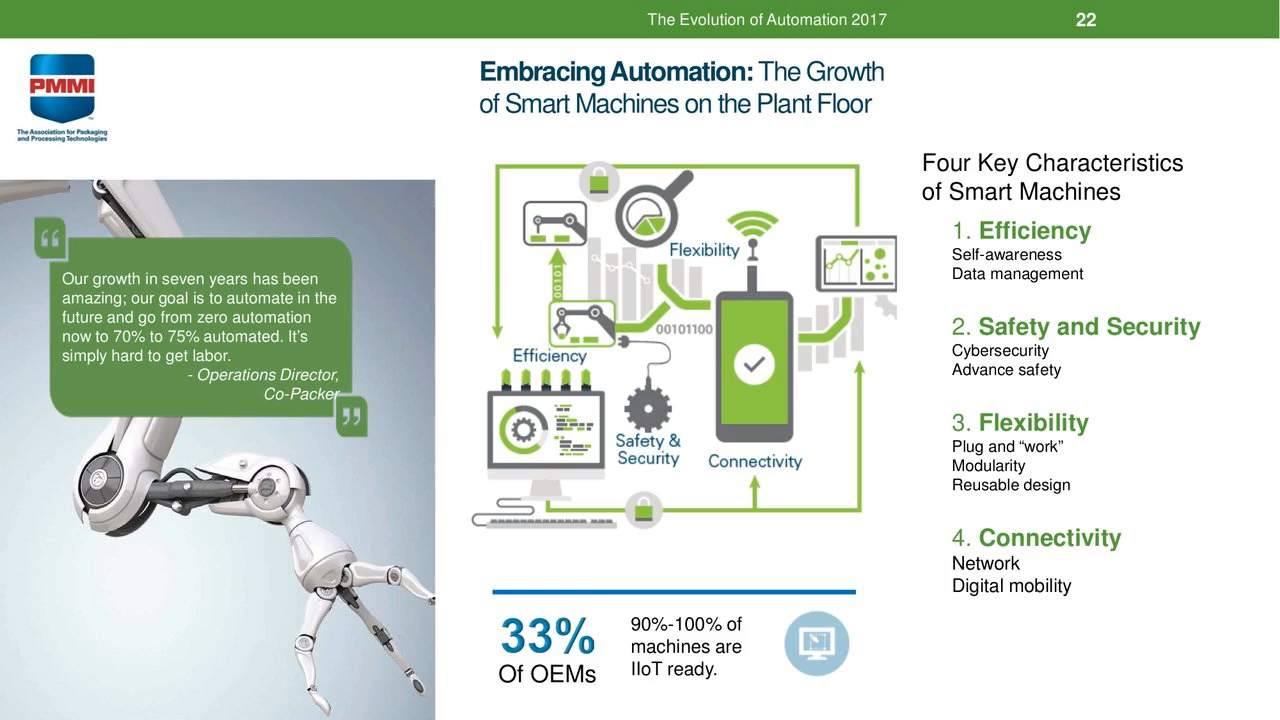 The Evolution of Automation 2017
22
PMMI
™
The Association for Packaging
and Processing Technologies
Embracing Automation: The Growth
of Smart Machines on the Plant Floor
“
Our growth in seven years has been
amazing; our goal is to automate in the
future and go from zero automation
now to 70% to 75% automated. It’s
simply hard to get labor.
- Operations Director,
Co-Packer
”
Flexibility
00101
00101100
Efficiency
Safety &
Security
Connectivity
33%
Of OEMs
90%-100% of
machines are
IIoT ready.
Four Key Characteristics
of Smart Machines
1. Efficiency
Self-awareness
Data management
2. Safety and Security
Cybersecurity
Advance safety
3. Flexibility
Plug and “work”
Modularity
Reusable design
4. Connectivity
Network
Digital mobility